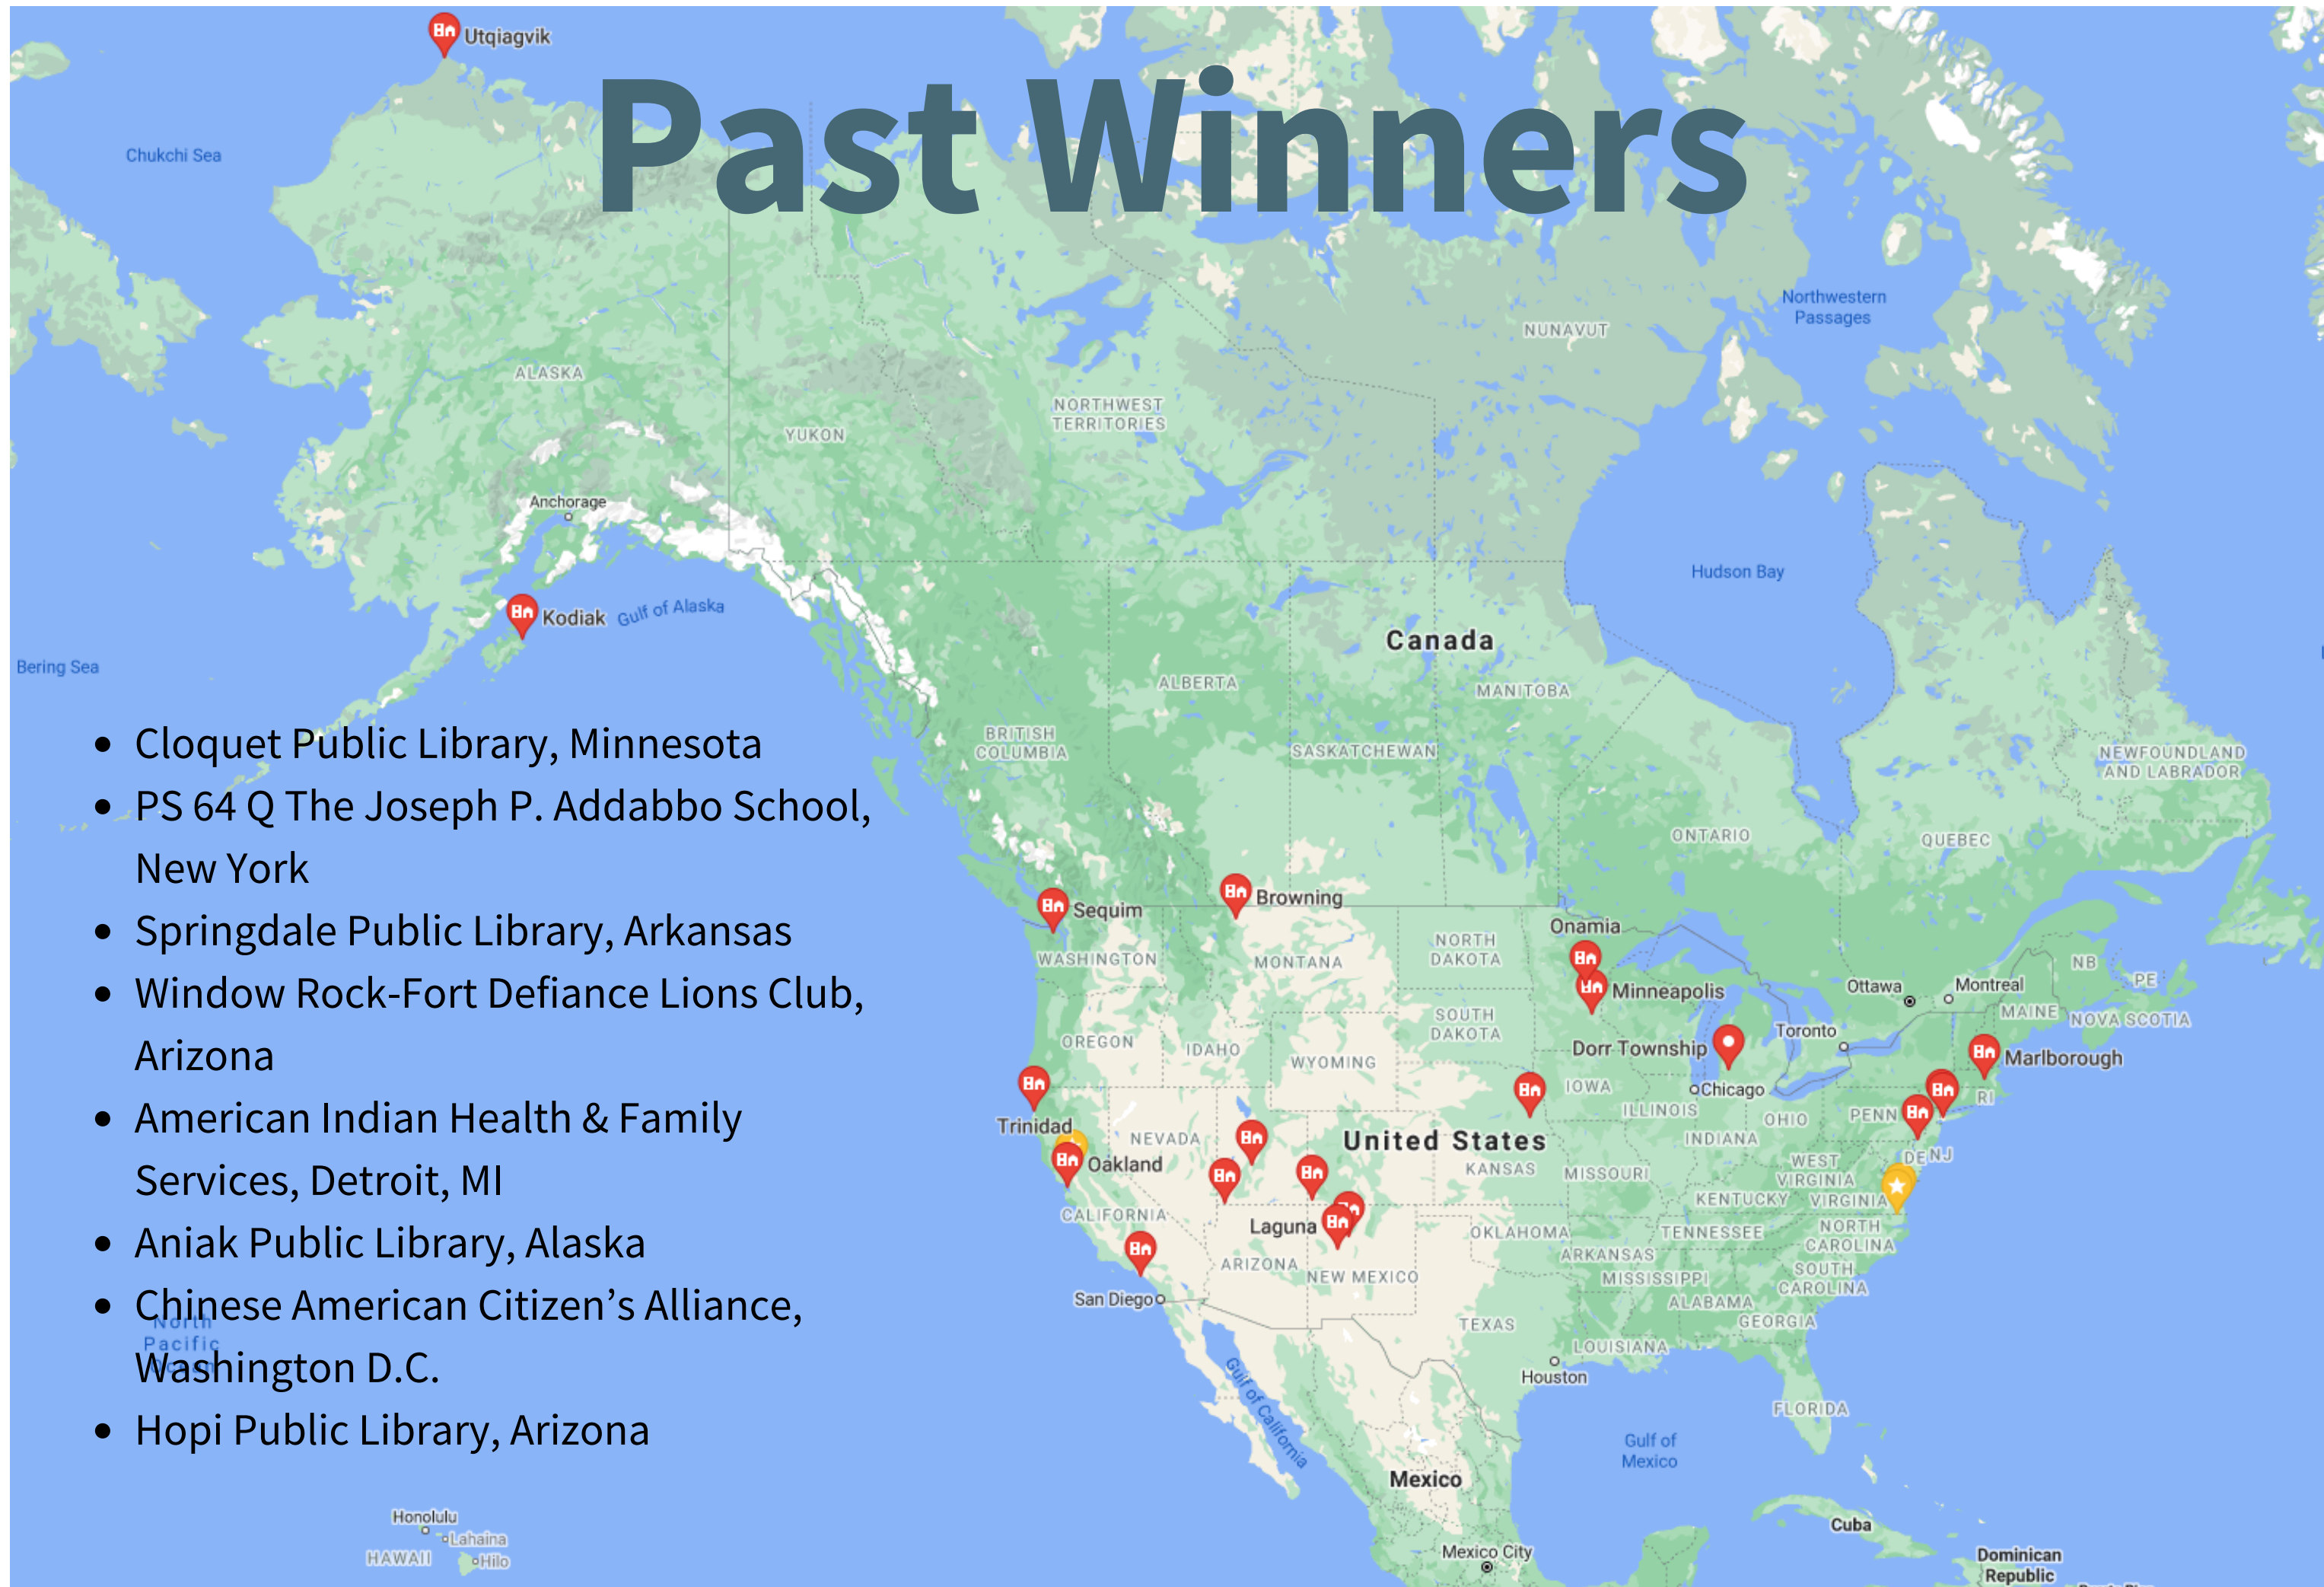 Utqiagvik
Past Winners
Chukchi Sea
Northwestern
Passages
NUNAVUT
ALASKA
NORTHWEST
TERRITORIES
YUKON
Anchorage
Hudson Bay
Kodiak
Gulf of Alaska
Canada
Bering Sea
ALBERTA
MANITOBA
BRITISH
COLUMBIA
SASKATCHEWAN
NEWFOUNDLAND
AND LABRADOR
ONTARIO
QUEBEC
• Cloquet Public Library, Minnesota
• PS 64 Q The Joseph P. Addabbo School,
New York
• Springdale Public Library, Arkansas
• Window Rock-Fort Defiance Lions Club,
Arizona
• American Indian Health & Family
Services, Detroit, MI
• Aniak Public Library, Alaska
• Chinese American Citizen’s Alliance,
Washington D.C.
• Hopi Public Library, Arizona
North
Pacific
Ocean
Browning
Sequim
Onamia
NORTH
DAKOTA
WASHINGTON
MONTANA
NB
PE
Minneapolis
Ottawa
Montreal
MAINE
NOVA SCOTIA
SOUTH
DAKOTA
Toronto
OREGON
IDAHO
WYOMING
Dorr Township
Marlborough
IOWA
Chicago
RI
ILLINOIS
OHIO
PENN
Trinidad
NEVADA
United States
INDIANA
Oakland
KANSAS
MISSOURI
WEST
VIRGINIA
DE
NJ
KENTUCKY
VIRGINIA
CALIFORNIA
Laguna
OKLAHOMA
TENNESSEE
NORTH
CAROLINA
ARKANSAS
ARIZONA
NEW MEXICO
MISSISSIPPI
SOUTH
CAROLINA
San Diego
ALABAMA
TEXAS
GEORGIA
LOUISIANA
Houston
Gulf of California
FLORIDA
Gulf of
Mexico
Mexico
Honolulu
Lahaina
HAWAII
Hilo
Cuba
Mexico City
Dominican
Republic